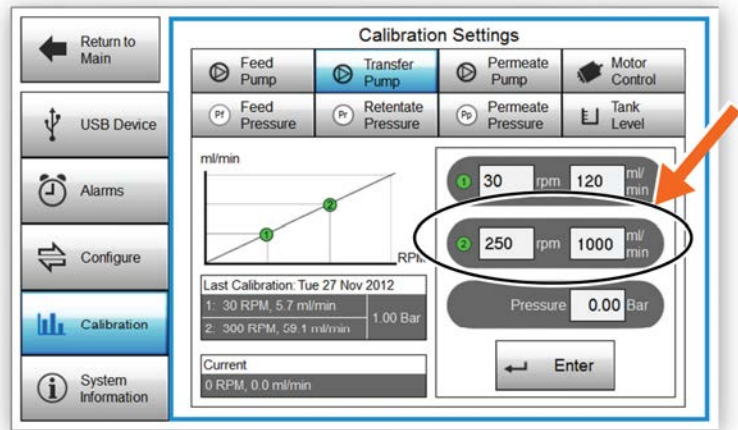 Return to
Main
USB Device
Alarms
Configure
Calibration
System
Information
Calibration Settings
Feed
Pump
Transfer
Pump
Permeate
Pump
Motor
Control
Pf
Feed
Pressure
Pr
Retentate
Pressure
Pp
Permeate
Pressure
Tank
Level
ml/min
1
2
RPM
Last Calibration: Tue 27 Nov 2012
1: 30 RPM, 5.7 ml/min
2: 300 RPM, 59.1 ml/min
1.00 Bar
Current
0 RPM, 0.0 ml/min
1 30 rpm 120 ml/
min
2 250 rpm 1000 ml/
min
Pressure 0.00 Bar
Enter